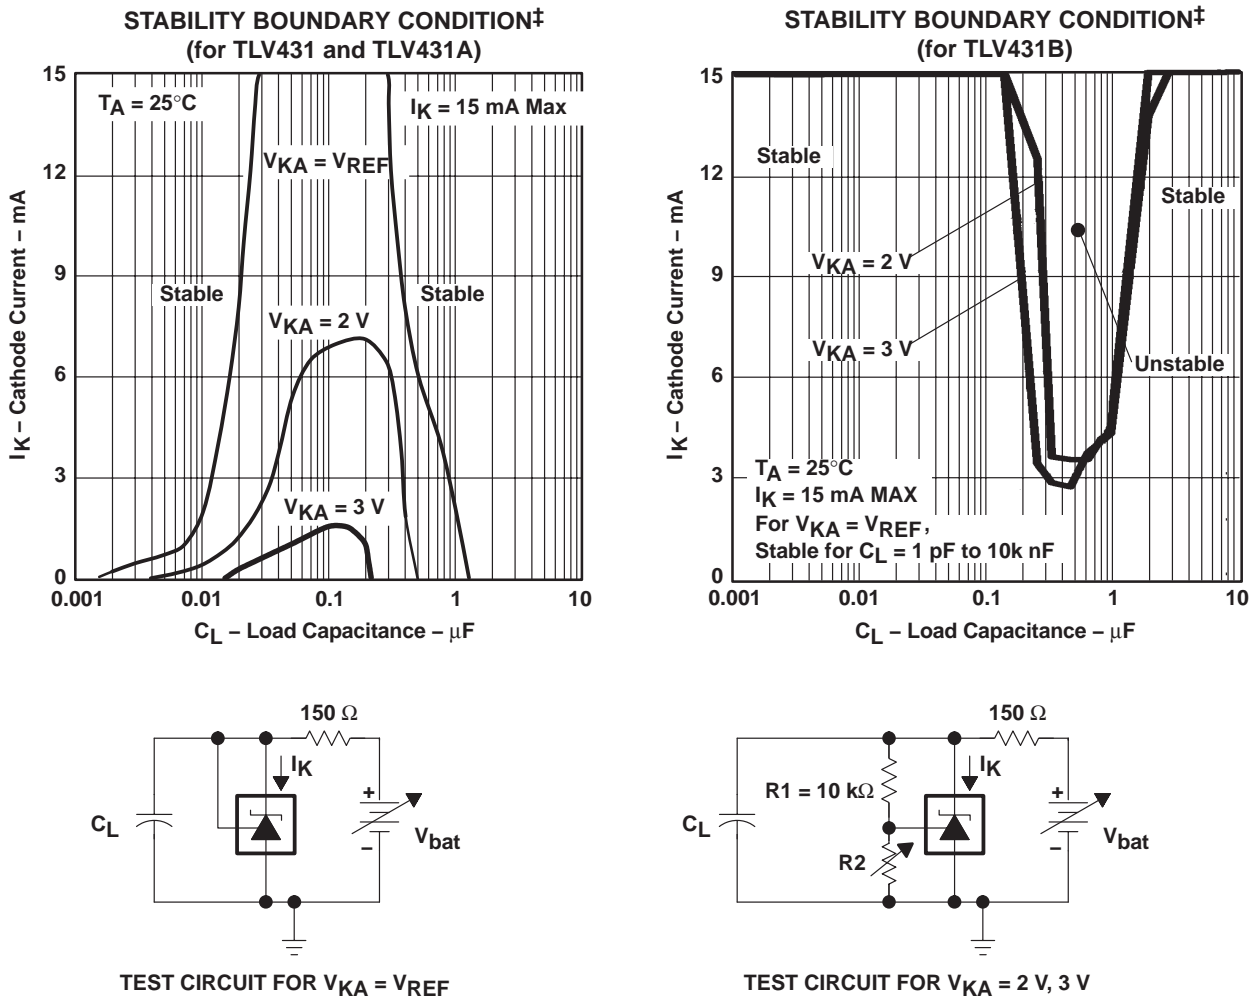 STABILITY BOUNDARY CONDITION‡
(for TLV431 and TLV431A)
15
12
9
6
3
0
IK – Cathode Current – mA
TA = 25°C
IK = 15 mA Max
VKA = VREF
Stable
Stable
VKA = 2 V
VKA = 3 V
0.001
0.01
0.1
1
10
CL – Load Capacitance – μF
STABILITY BOUNDARY CONDITION‡
(for TLV431B)
15
12
9
6
3
0
IK – Cathode Current – mA
Stable
Stable
VKA = 2 V
VKA = 3 V
Unstable
TA = 25°C
IK = 15 mA MAX
For VKA = VREF,
Stable for CL = 1 pF to 10k nF
0.001
0.01
0.1
1
10
CL – Load Capacitance – μF
150 Ω
IK
CL
+
–
Vbat
TEST CIRCUIT FOR VKA = VREF
150 Ω
IK
R1 = 10 kΩ
CL
R2
+
–
Vbat
TEST CIRCUIT FOR VKA = 2 V, 3 V